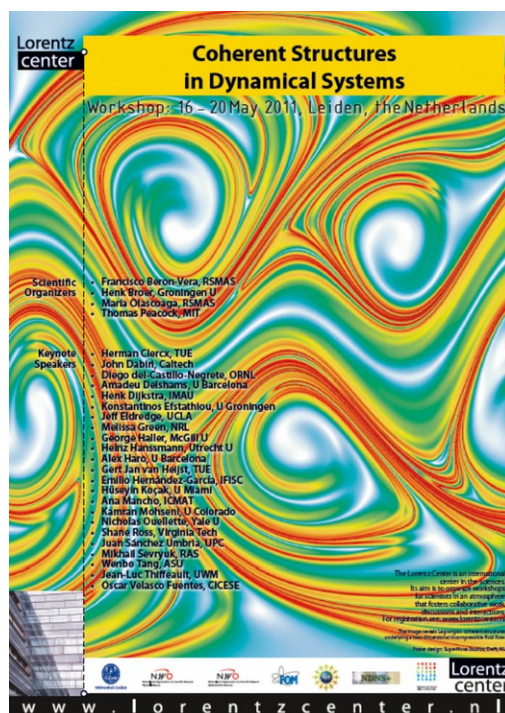 Lorentz
center
Coherent Structures
in Dynamical Systems
Workshop: 16 - 20 May 2011, Leiden, the Netherlands
Scientific
Organizers
• Francisco Beron-Vera, RSMAS
• Henk Broer, Groningen U
• Maria Olascoaga, RSMAS
• Thomas Peacock, MIT
Keynote
Speakers
• Herman Clercx, TUE
• John Dabiri, Caltech
• Diego del-Castillo-Negrete, ORNL
• Amadeu Delshams, U Barcelona
• Henk Dijkstra, IMAU
• Konstantinos Efstathiou, U Groningen
• Jeff Eldredge, UCLA
• Melissa Green, NRL
• George Haller, McGill U
• Heinz Hanssmann, Utrecht U
• Alex Haro, U Barcelona
• Gert Jan van Heijst, TUE
• Emilio Hernández-García, IFISC
• Hüseyin Koçak, U Miami
• Ana Mancho, ICMAT
• Kamran Mohseni, U Colorado
• Nicholas Ouellette, Yale U
• Shane Ross, Virginia Tech
• Juan Sánchez Umbria, UPC
• Mikhail Sevryuk, RAS
• Wenbo Tang, ASU
• Jean-Luc Thiffeault, UWM
• Oscar Velasco Fuentes, CICESE
The Lorentz Center is an international
center in the sciences.
Its aim is to organize workshops
for scientists in an atmosphere
that fosters collaborative work,
discussions and interactions.
For registration see: www.lorentzcenter.nl
FOM
NDNS+
Lorentz
center
www.lorentzcenter.nl